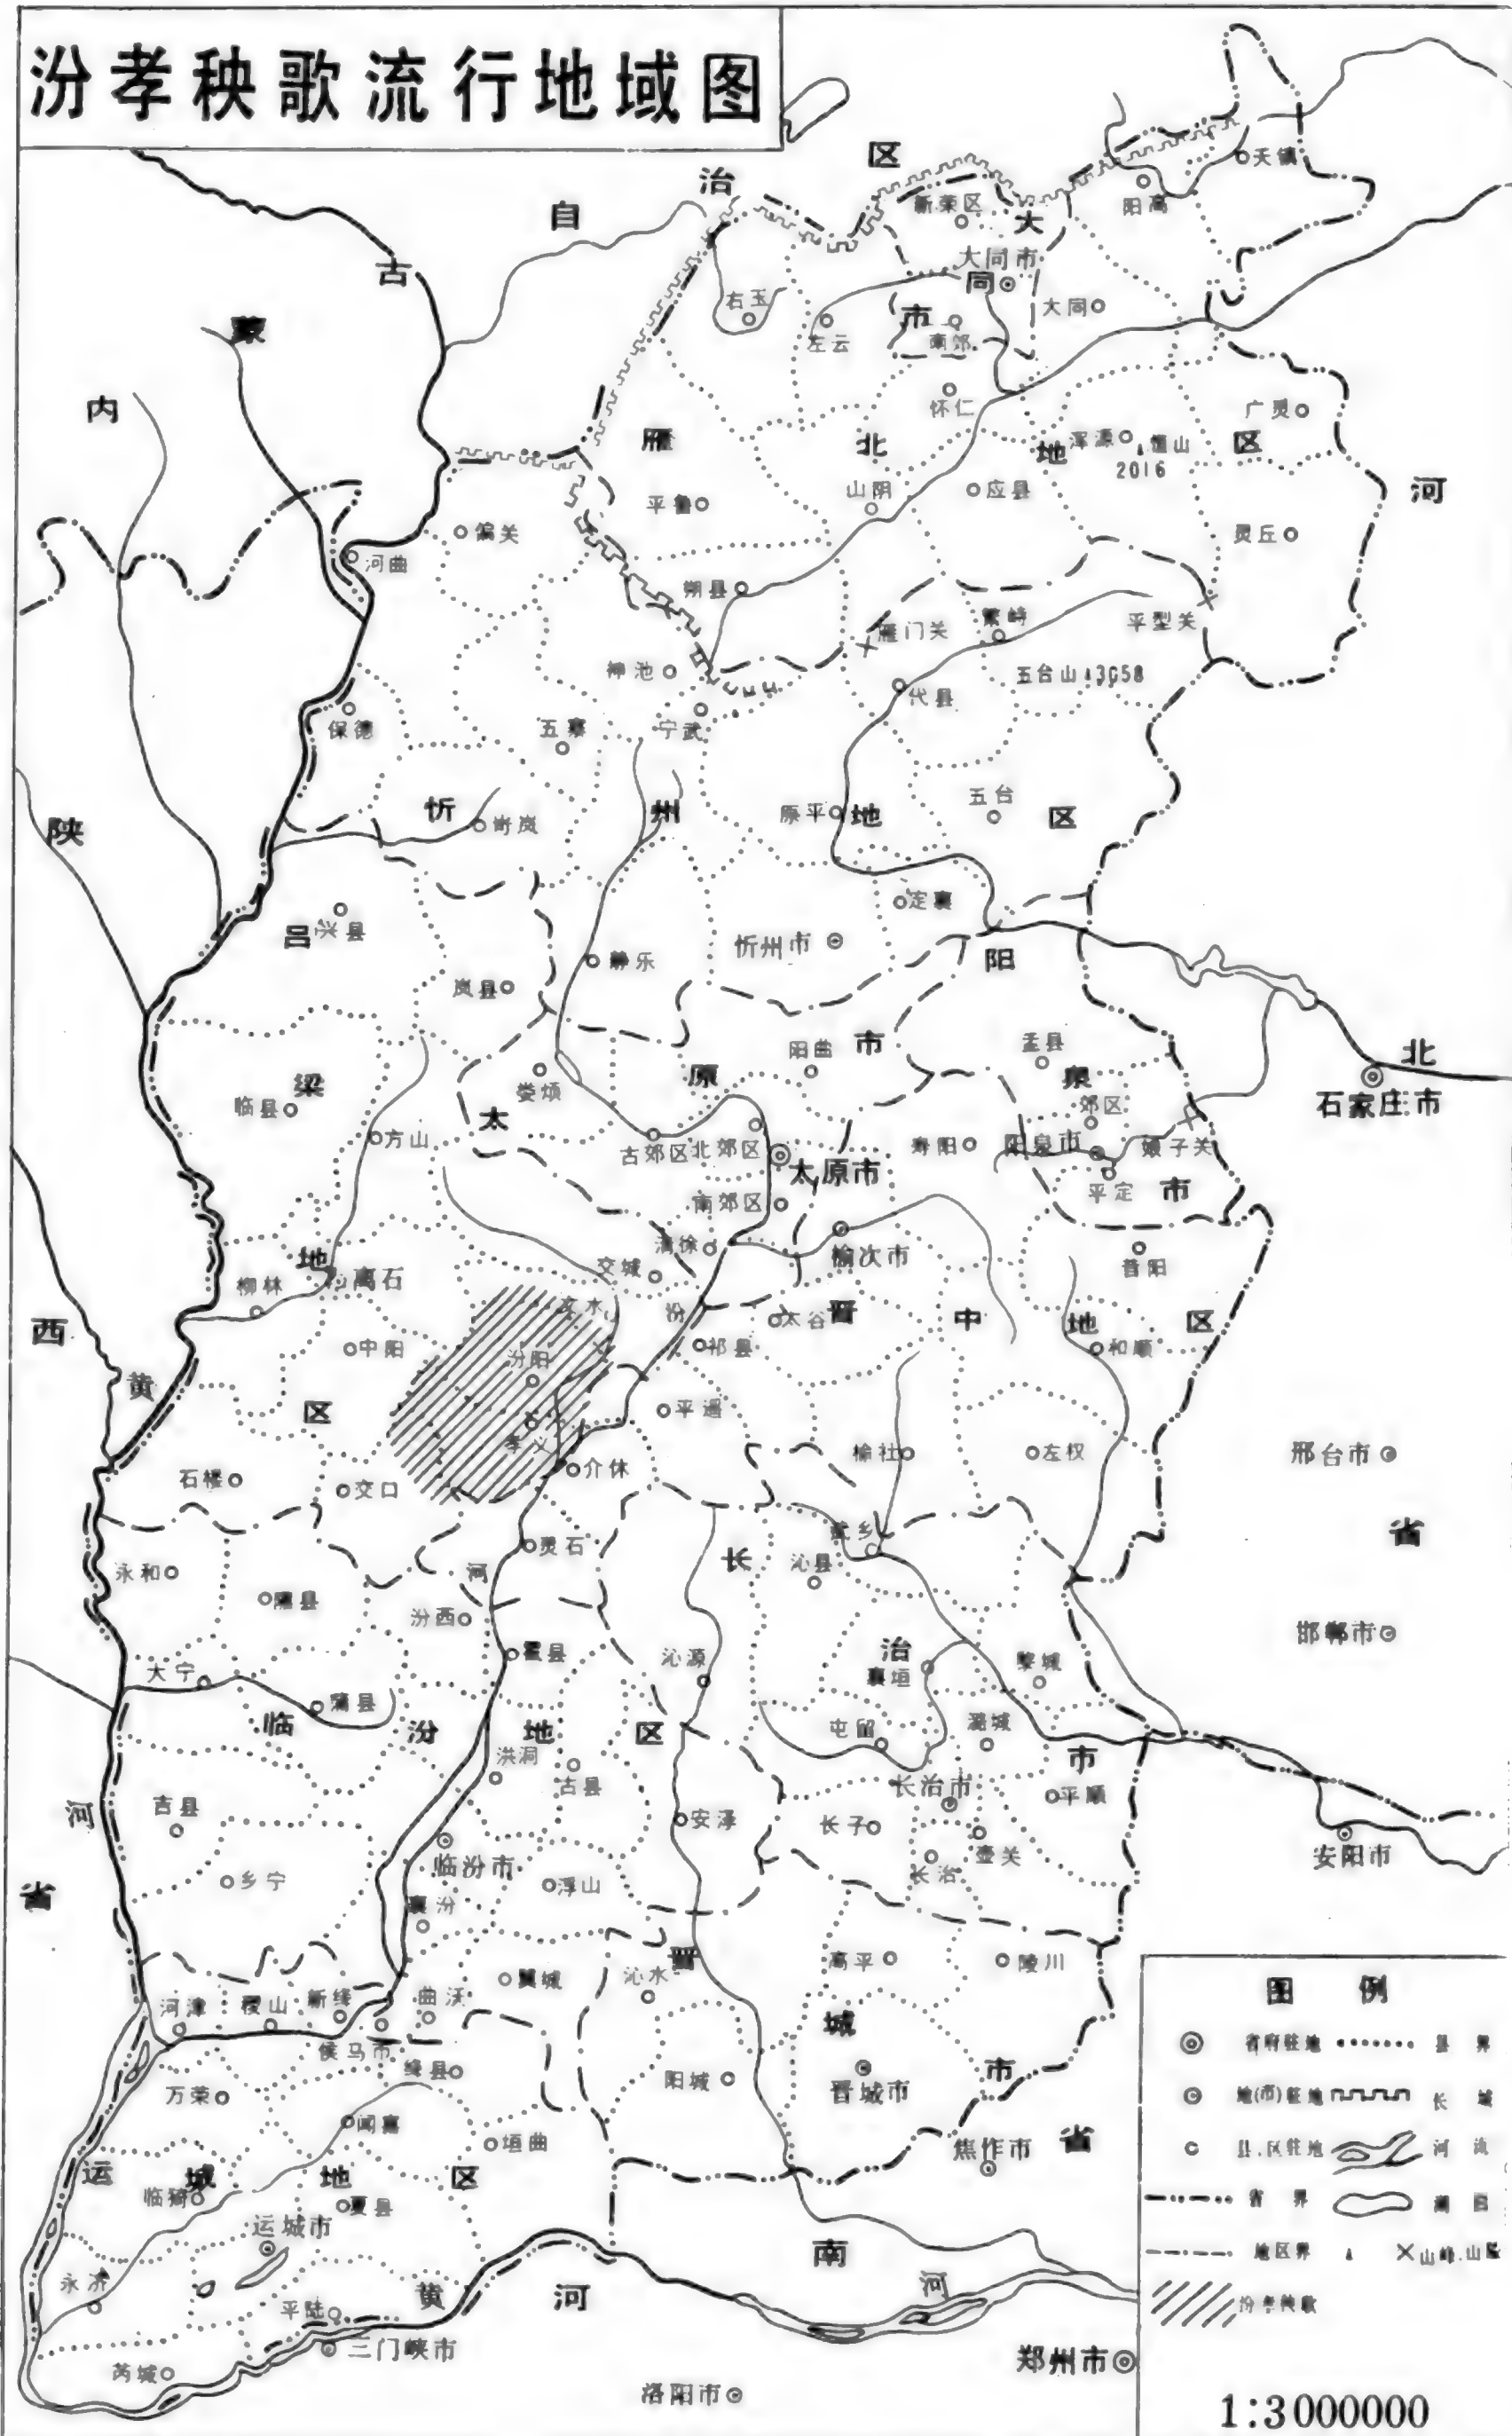 汾孝秧歌流行地域图
内
蒙
古
自
治
区
新荣区
大
阳高
天镇
大同市
同
右玉
左云
市
南郊
大同
怀仁
广灵
雁
北
地
区
浑源
恒山
2016
河
平鲁
山阴
应县
灵丘
偏关
河曲
朔县
雁门关
繁峙
平型关
神池
代县
五台山
3058
保德
五寨
宁武
忻
州
地
区
岢岚
原平
五台
陕
定襄
吕
兴县
忻州市
静乐
岚县
阳
阳曲
市
盂县
北
石家庄市
梁
临县
娄烦
原
泉
太
郊区
方山
古郊区
北郊区
太原市
寿阳
阳泉市
娘子关
南郊区
平定
市
清徐
榆次市
昔阳
地
离石
柳林
交城
文水
汾
太谷
晋
中
地
区
西
中阳
汾阳
祁县
和顺
黄
区
平遥
孝义
榆社
左权
邢台市
石楼
交口
介休
省
武乡
灵石
长
沁县
永和
隰县
河
汾西
邯郸市
霍县
沁源
治
襄垣
黎城
大宁
蒲县
临
汾
地
区
屯留
潞城
洪洞
古县
市
长治市
平顺
河
吉县
安泽
长子
壶关
安阳市
临汾市
长治
乡宁
浮山
省
襄汾
晋
高平
陵川
翼城
沁水
河津
稷山
新绛
曲沃
城
侯马市
绛县
阳城
晋城市
市
万荣
闻喜
垣曲
焦作市
省
运
城
地
区
临猗
夏县
运城市
南
永济
平陆
黄
河
河
三门峡市
芮城
洛阳市
郑州市
图 例
省府驻地
县 界
地(市)驻地
长 城
县.区驻地
河 流
省 界
湖 泊
地区界
山峰.山隘
汾孝秧歌
1:3000000